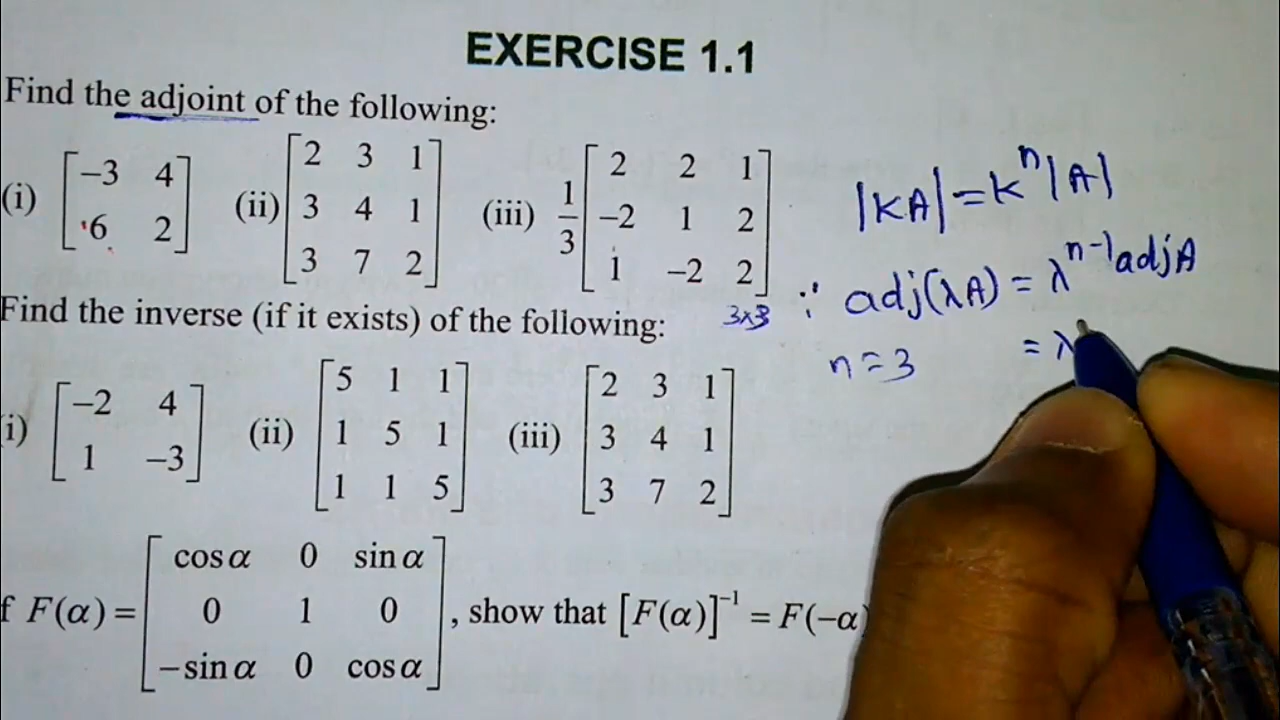 EXERCISE 1.1
Find the adjoint of the following:
(i) [−3 4; 6 2] (ii) [2 3 1; 3 4 1; 3 7 2] (iii) 1/3 [2 2 1; −2 1 2; 1 −2 2] 3×3
|KA| = K^n |A|
∵ adj(λA) = λ^(n−1) adjA
n = 3 = λ
Find the inverse (if it exists) of the following:
i) [−2 4; 1 −3] (ii) [5 1 1; 1 5 1; 1 1 5] (iii) [2 3 1; 3 4 1; 3 7 2]
f F(α) = [cos α 0 sin α; 0 1 0; −sin α 0 cos α], show that [F(α)]^−1 = F(−α)